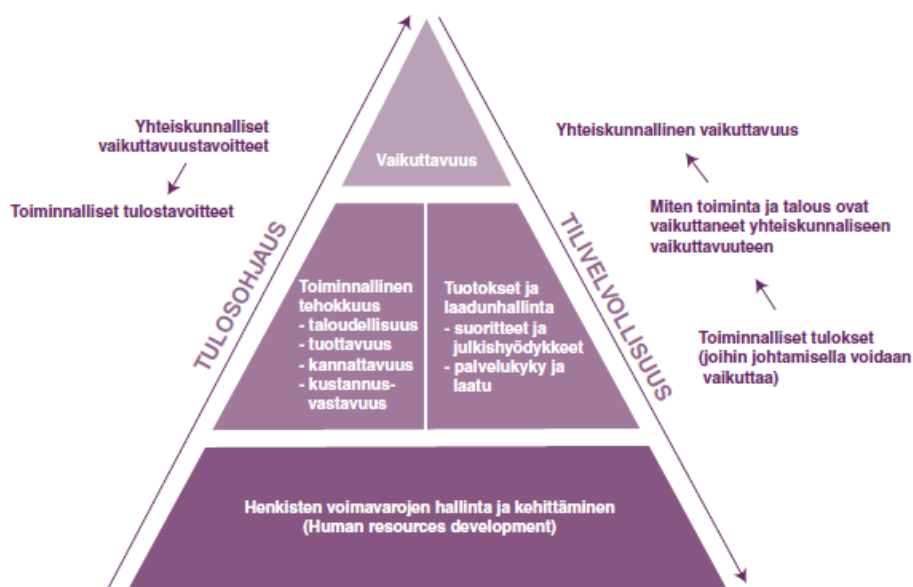 Yhteiskunnalliset
vaikuttavuustavoitteet
Toiminnalliset tulostavoitteet
TULOSOHJAUS
Vaikuttavuus
Toiminnallinen
tehokkuus
- taloudellisuus
- tuottavuus
- kannattavuus
- kustannus-
vastavuus
Tuotokset ja
laadunhallinta
- suoritteet ja
julkishyödykkeet
- palvelukyky ja
laatu
Henkisten voimavarojen hallinta ja kehittäminen
(Human resources development)
TILIVELVOLLISUUS
Yhteiskunnallinen vaikuttavuus
Miten toiminta ja talous ovat
vaikuttaneet yhteiskunnaliseen
vaikuttavuuteen
Toiminnalliset tulokset
(joihin johtamisella voidaan
vaikuttaa)